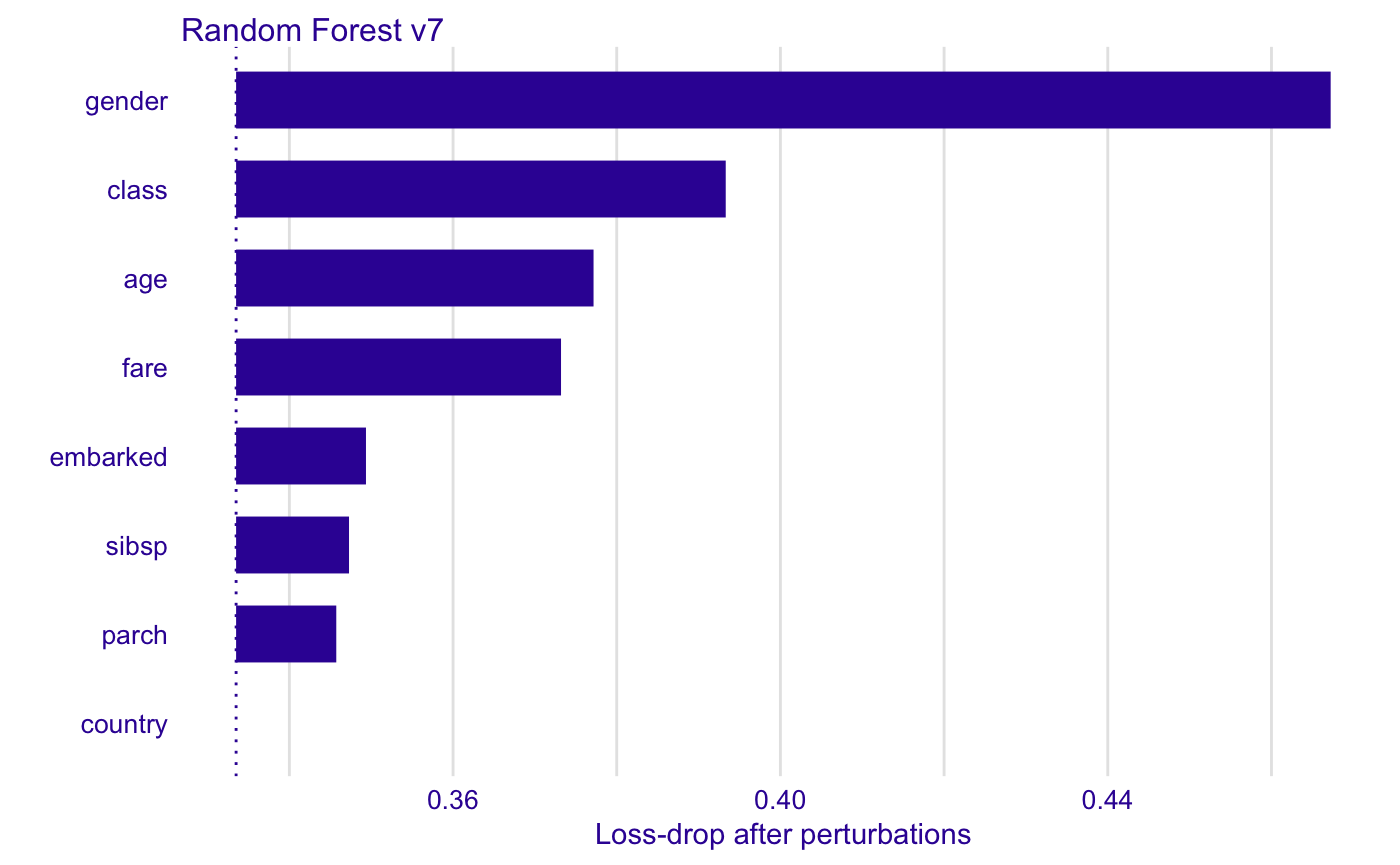 Random Forest v7
gender
class
age
fare
embarked
sibsp
parch
country
0.36 0.40 0.44
Loss-drop after perturbations